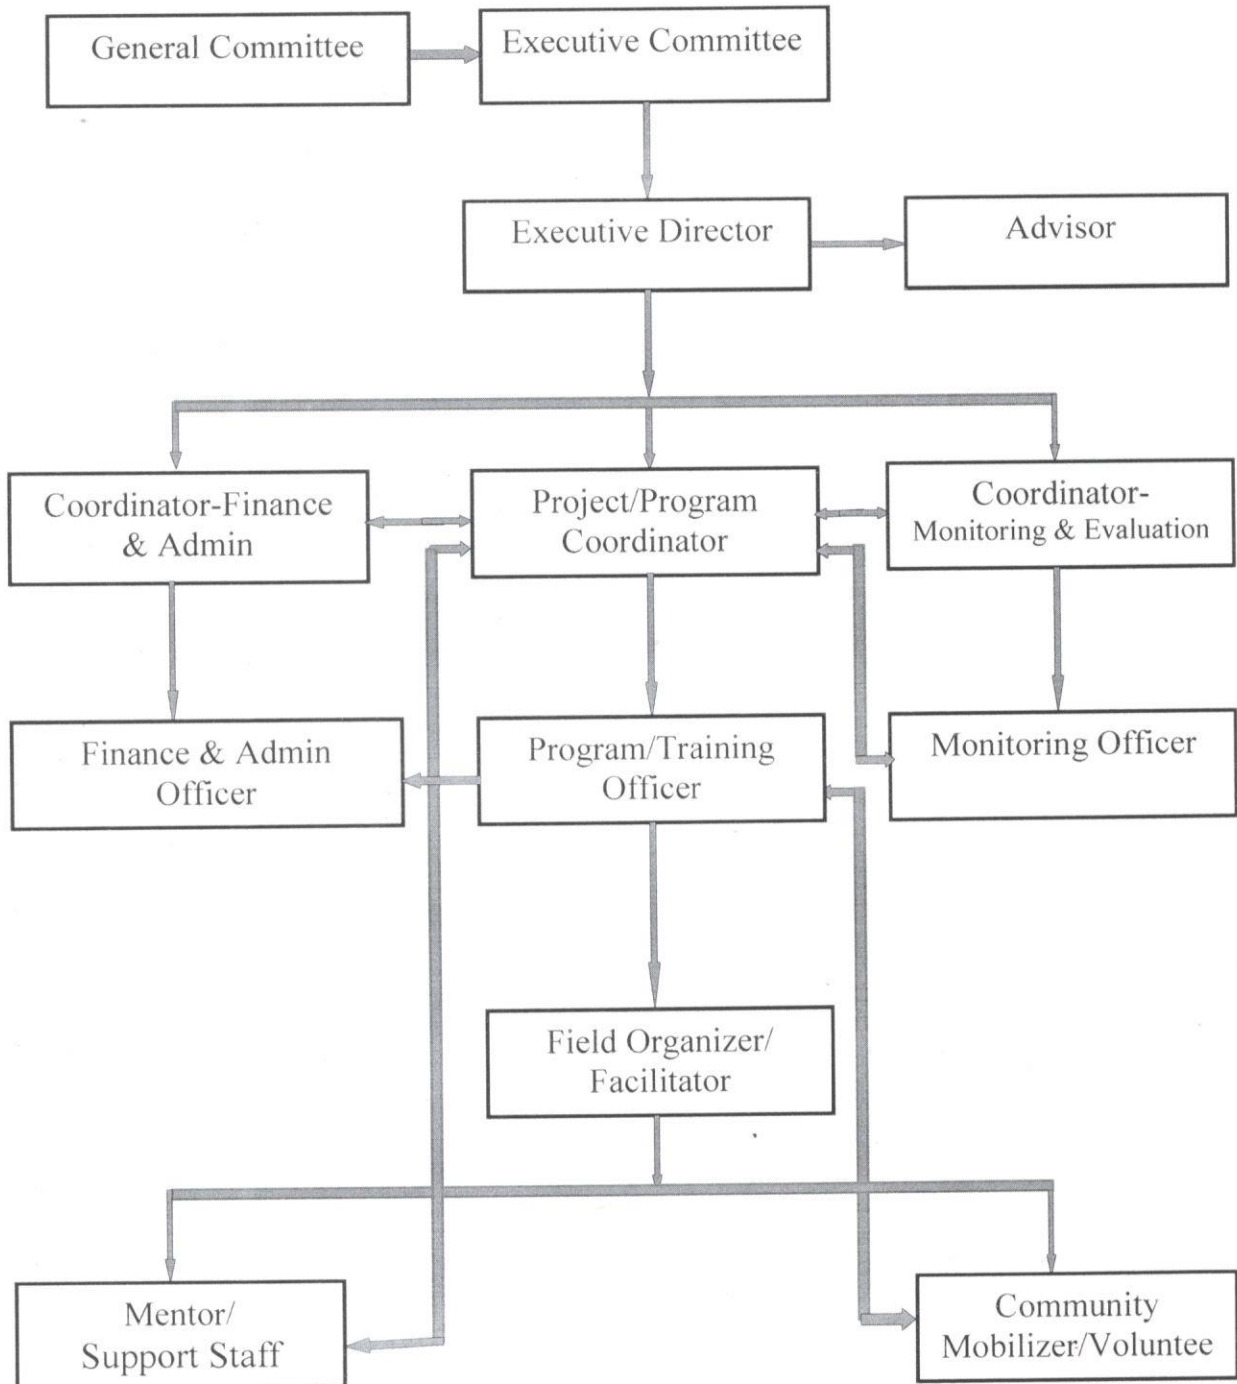 General Committee
Executive Committee
Executive Director
Advisor
Coordinator-Finance
& Admin
Project/Program
Coordinator
Coordinator-
Monitoring & Evaluation
Finance & Admin
Officer
Program/Training
Officer
Monitoring Officer
Field Organizer/
Facilitator
Mentor/
Support Staff
Community
Mobilizer/Voluntee